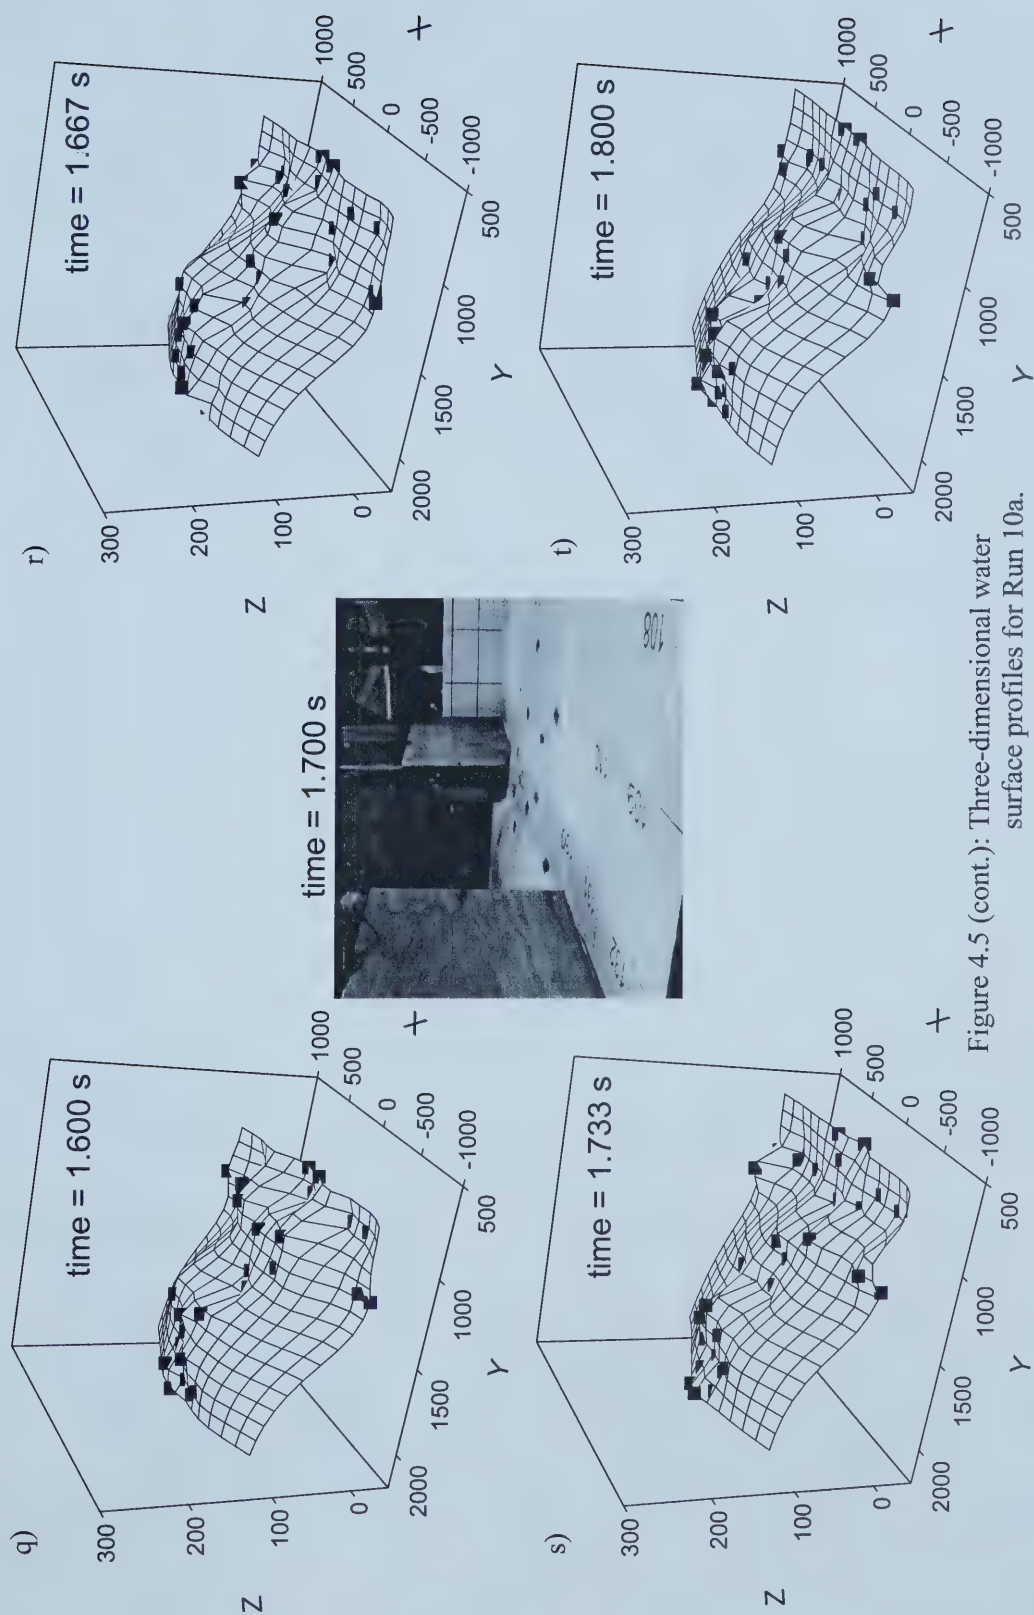 q)
time = 1.600 s
Z
300
200
100
0
2000
1500
1000
500
Y
-1000
-500
0
500
1000
X
r)
time = 1.667 s
Z
300
200
100
0
2000
1500
1000
500
Y
-1000
-500
0
500
1000
X
time = 1.700 s
108
s)
time = 1.733 s
Z
300
200
100
0
2000
1500
1000
500
Y
-1000
-500
0
500
1000
X
t)
time = 1.800 s
Z
300
200
100
0
2000
1500
1000
500
Y
-1000
-500
0
500
1000
X
Figure 4.5 (cont.): Three-dimensional water
surface profiles for Run 10a.